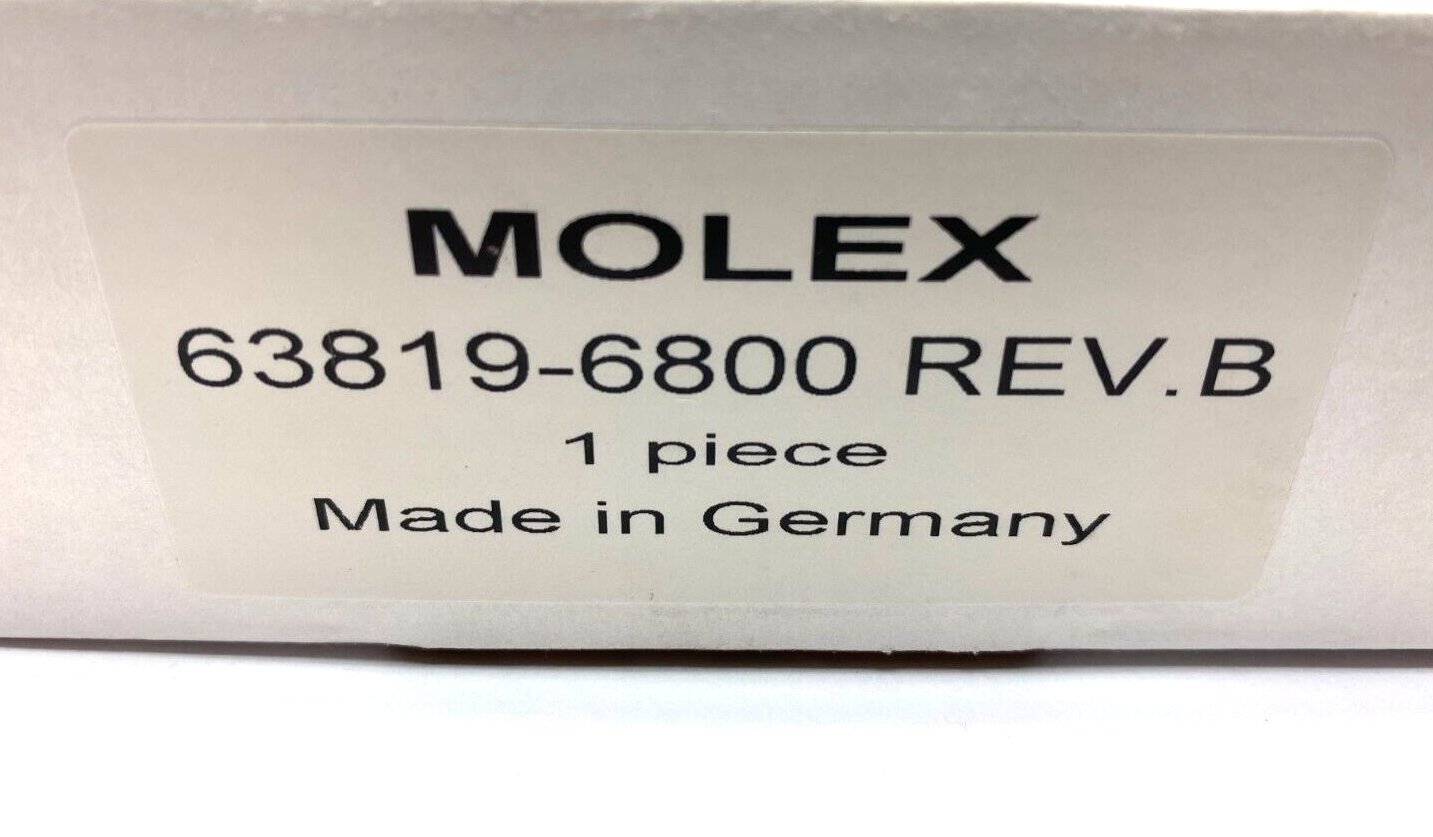 MOLEX
63819-6800 REV.B
1 piece
Made in Germany